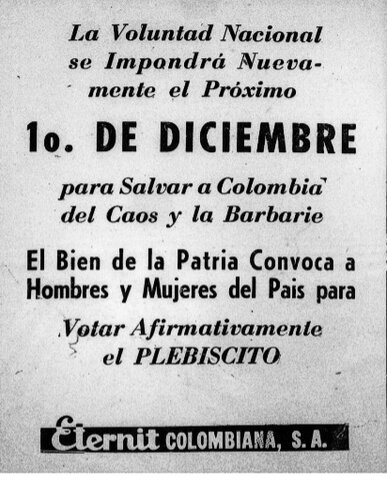 La Voluntad Nacional
se Impondrá Nueva-
mente el Próximo
1o. DE DICIEMBRE
para Salvar a Colombia
del Caos y la Barbarie
El Bien de la Patria Convoca a
Hombres y Mujeres del Pais para
Votar Afirmativamente
el PLEBISCITO
Eternit COLOMBIANA, S. A.